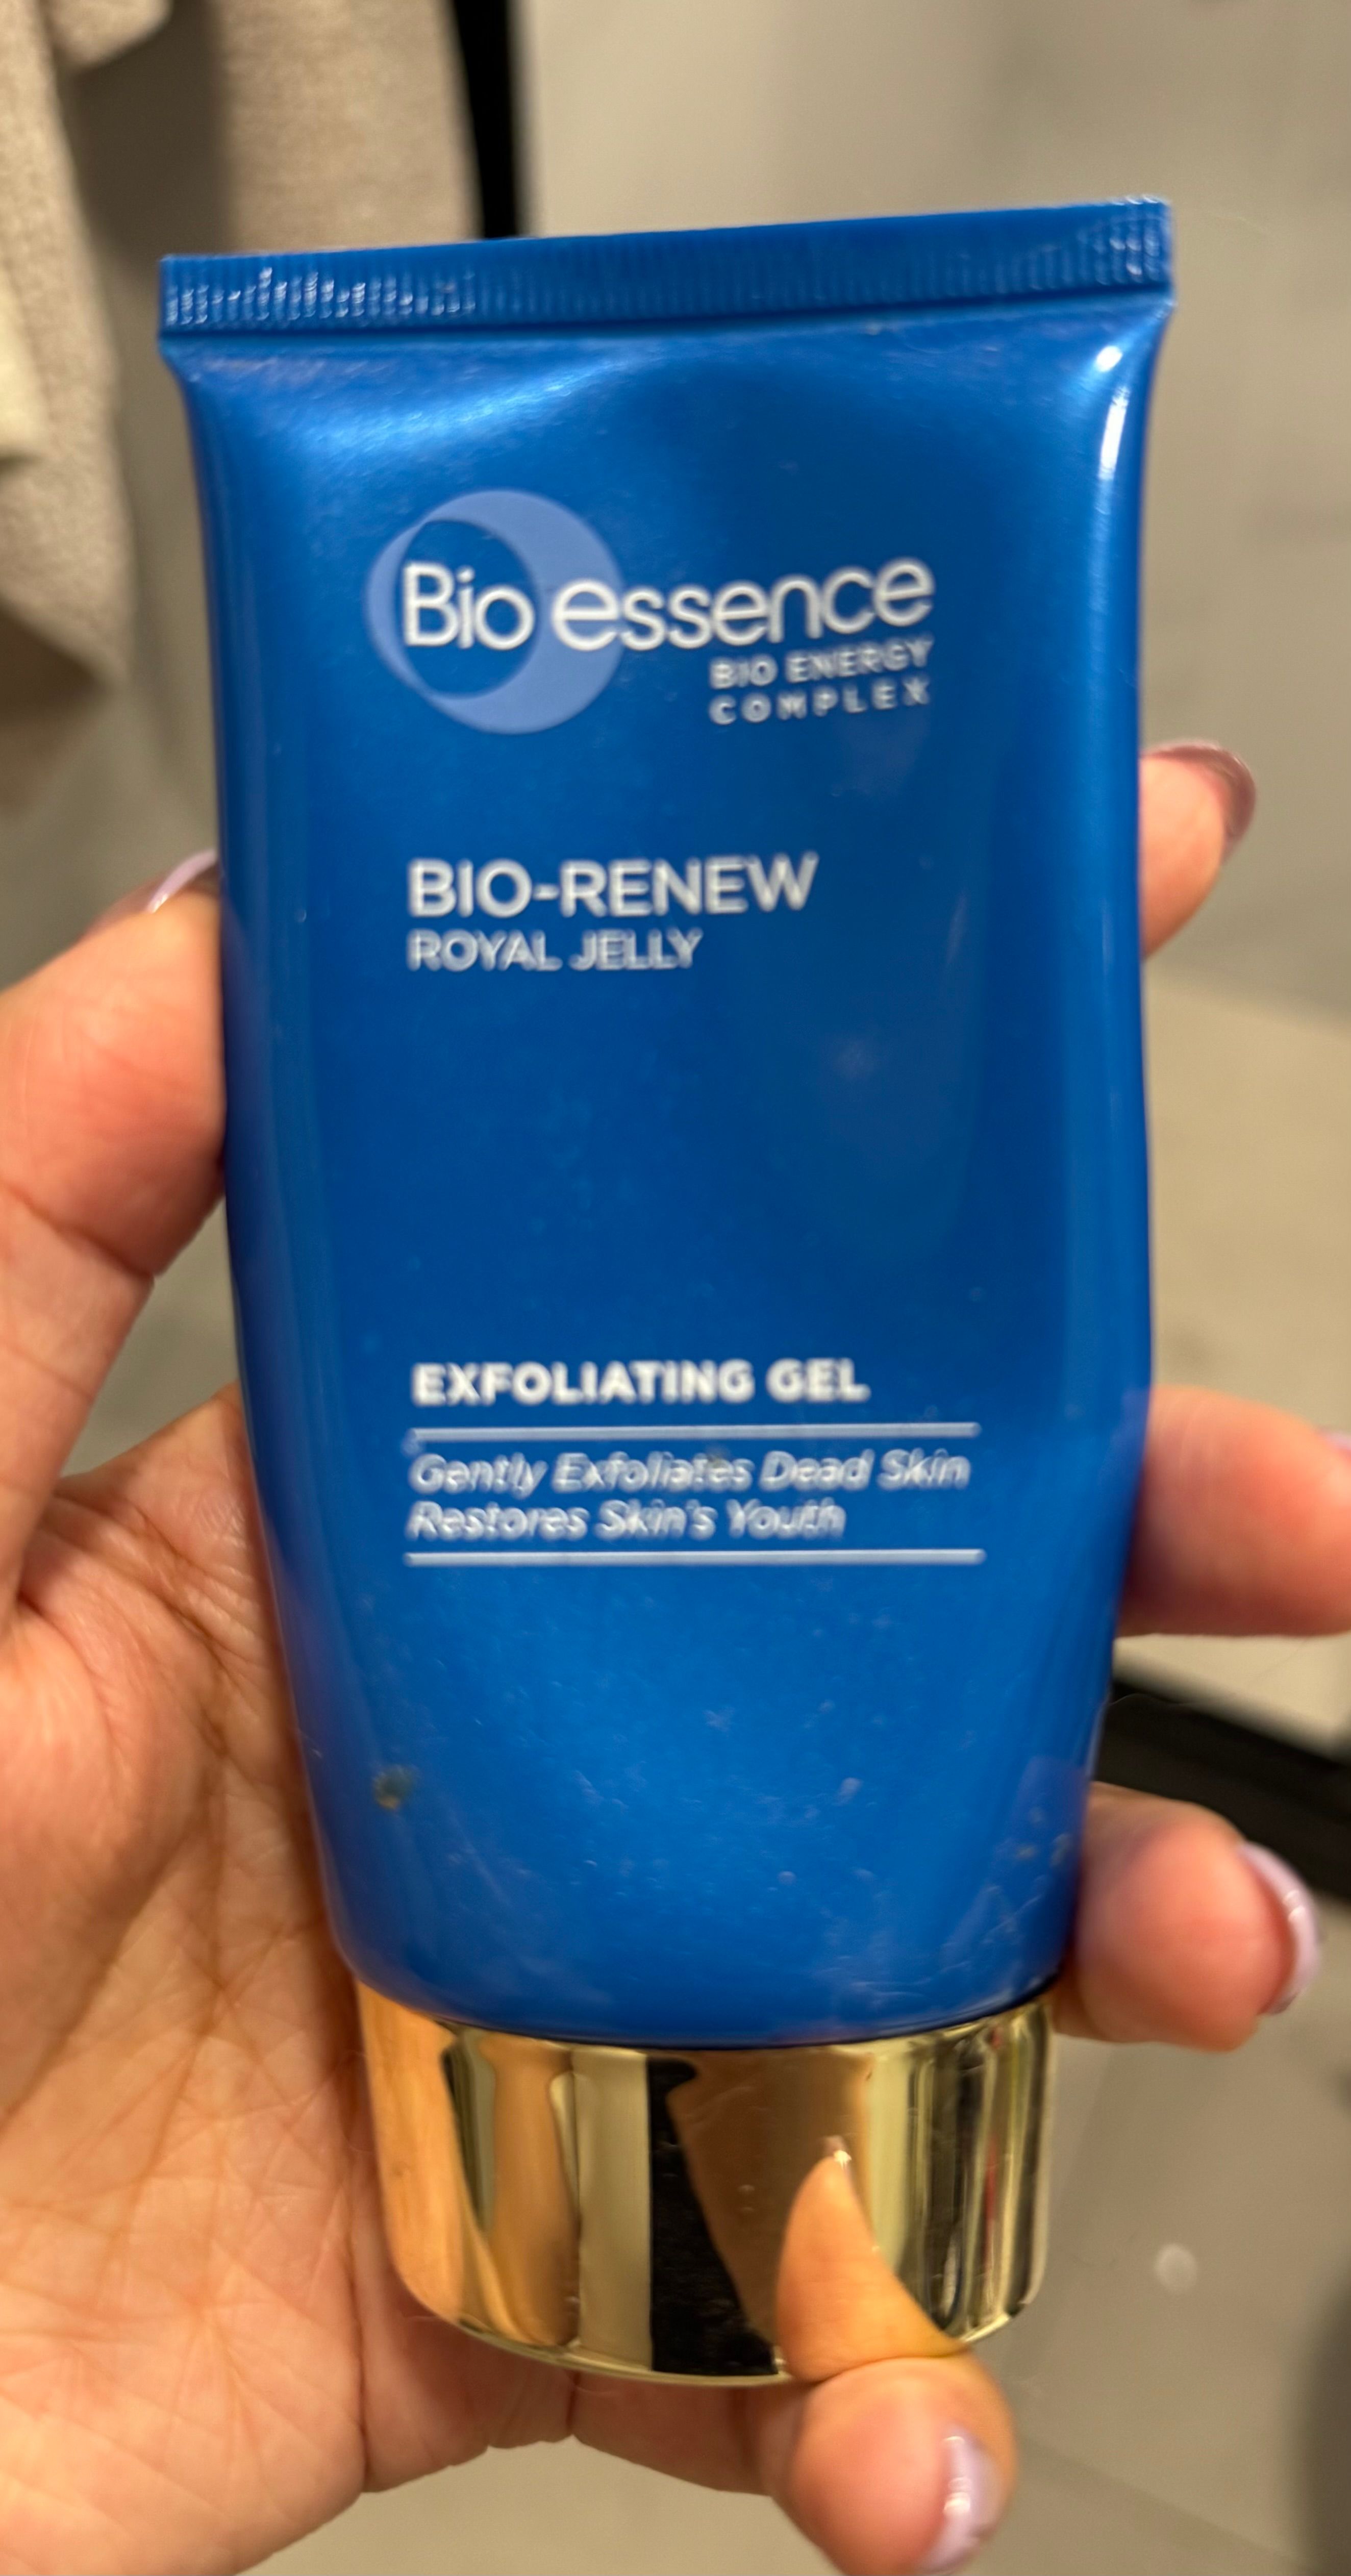 Bio essence
BIO ENERGY
COMPLEX
BIO-RENEW
ROYAL JELLY
EXFOLIATING GEL
Gently Exfoliates Dead Skin
Restores Skin's Youth